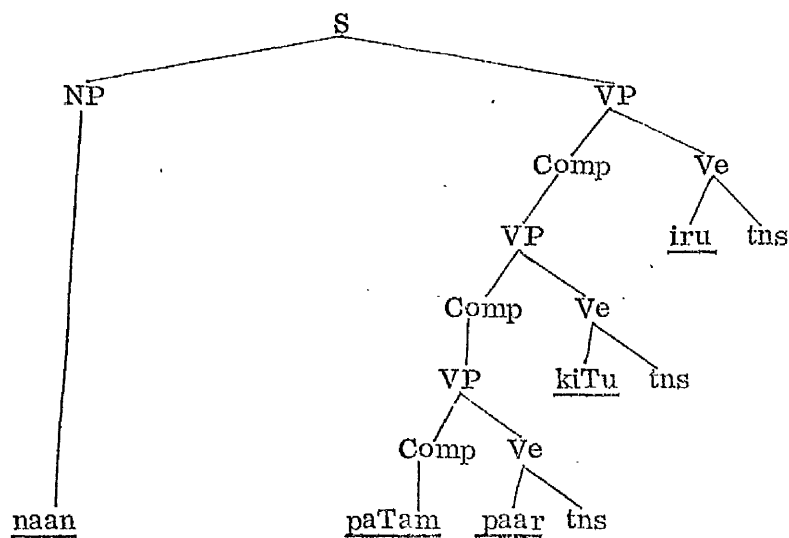 S
NP VP
Comp Ve
VP iru tns
Comp Ve
VP kiTu tns
Comp Ve
naan paTam paar tns